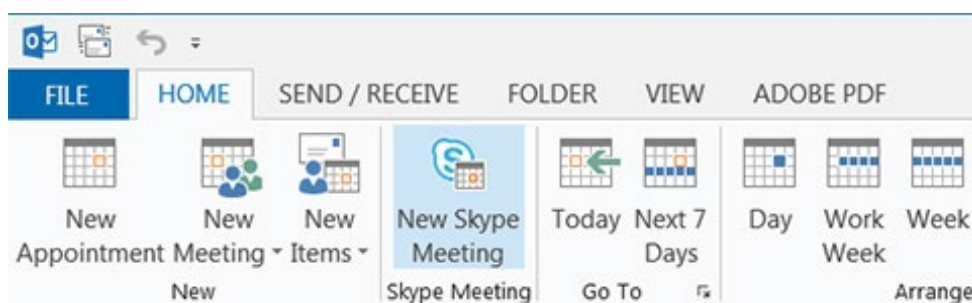 FILE HOME SEND / RECEIVE FOLDER VIEW ADOBE PDF
New New New New Skype Today Next 7 Day Work Week
Appointment Meeting Items Meeting Days Week
New Skype Meeting Go To Arrange